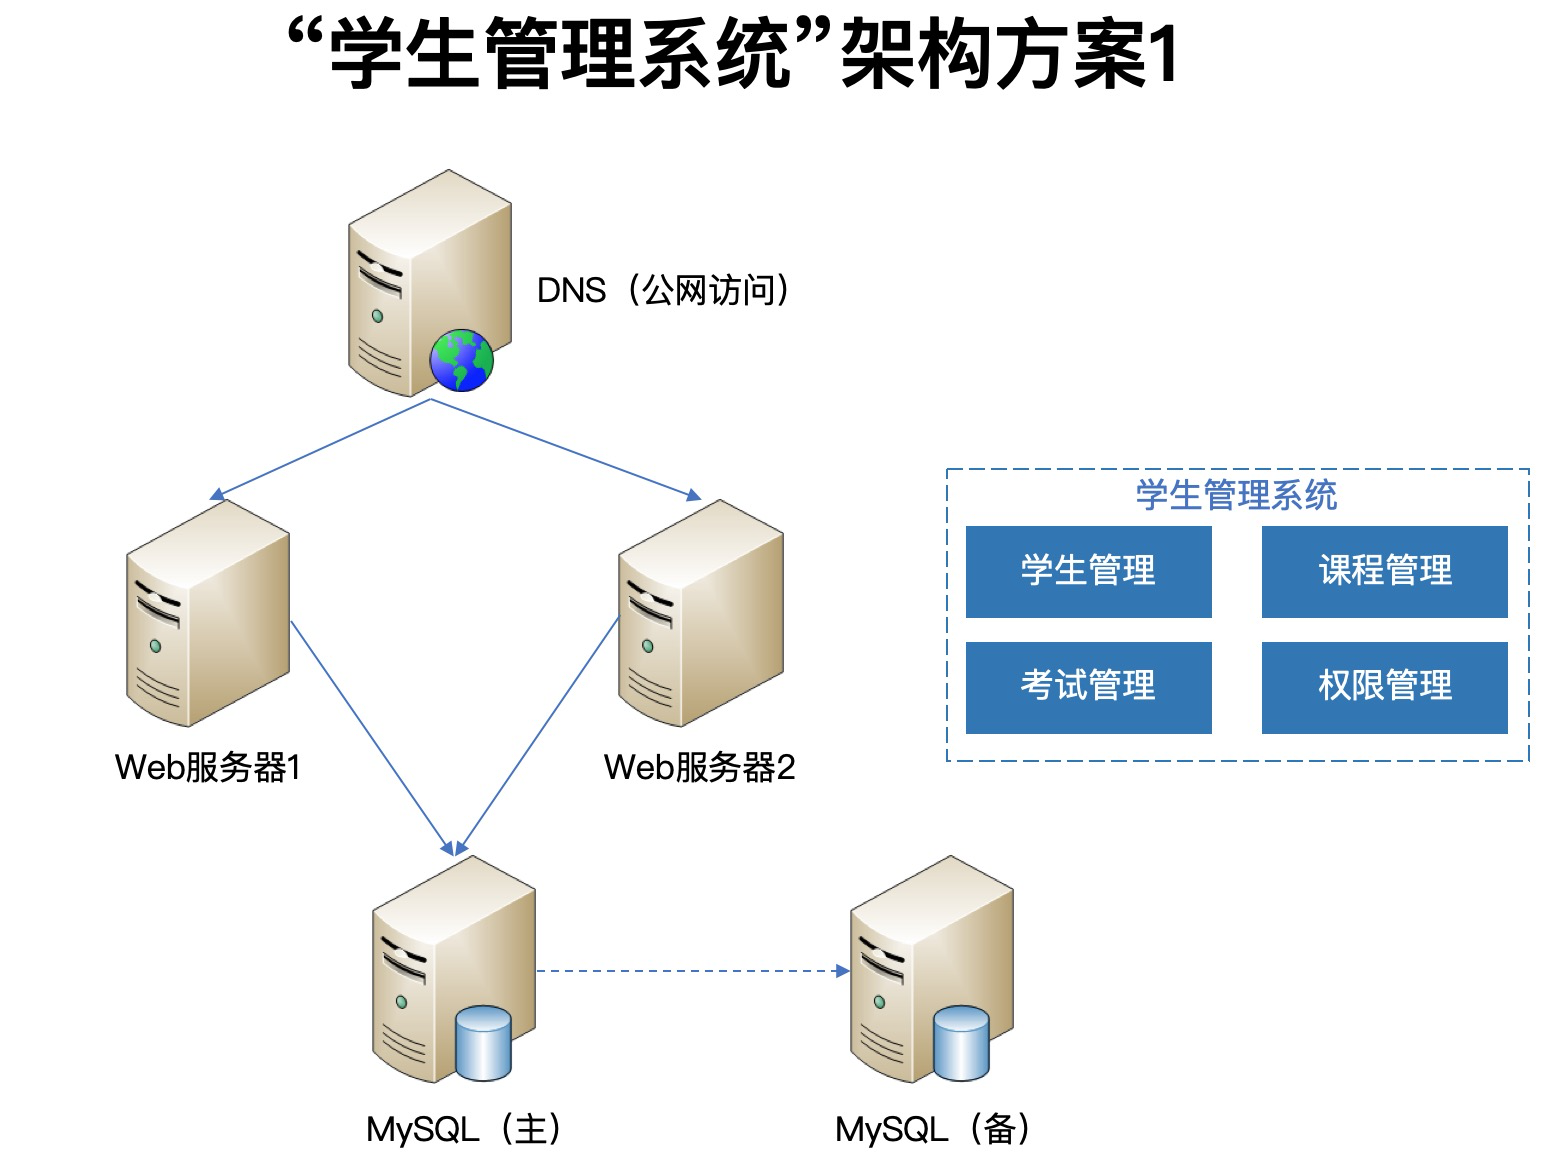 “学生管理系统”架构方案1
DNS（公网访问）
学生管理系统
学生管理
课程管理
考试管理
权限管理
Web服务器1
Web服务器2
MySQL（主）
MySQL（备）